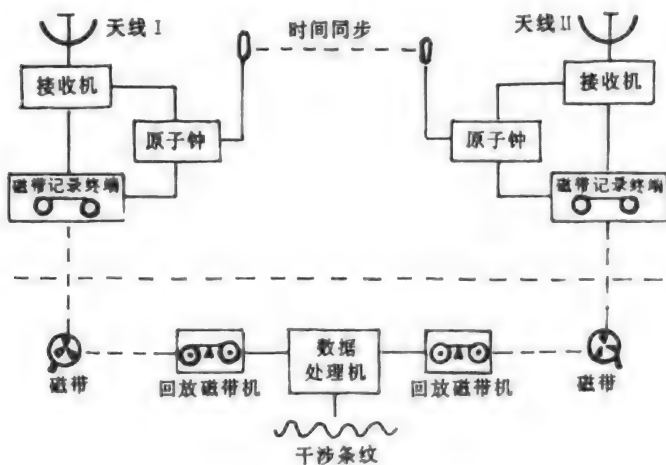 天线 I
时间同步
天线 II
接收机
接收机
原子钟
原子钟
磁带记录终端
磁带记录终端
磁带
回放磁带机
数据
处理机
回放磁带机
磁带
干涉条纹